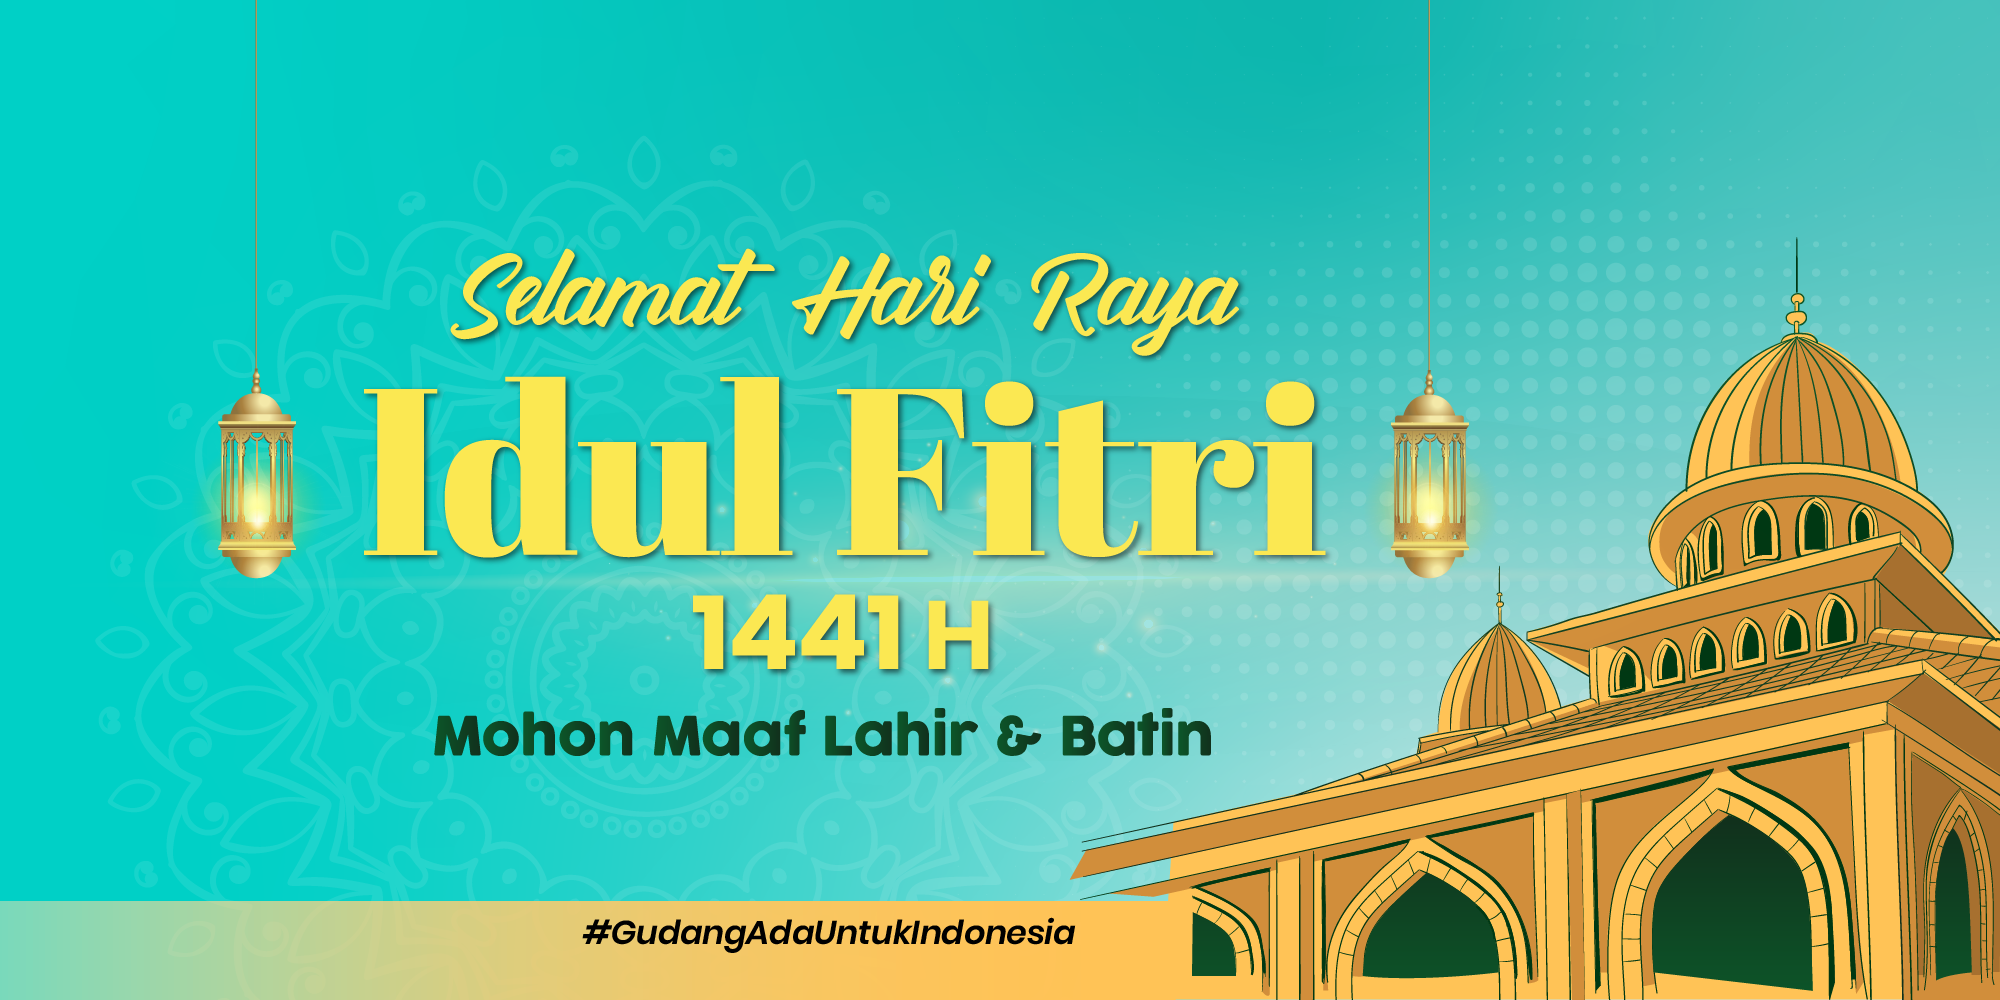 Selamat Hari Raya
Idul Fitri
1441 H
Mohon Maaf Lahir & Batin
#GudangAdaUntukIndonesia